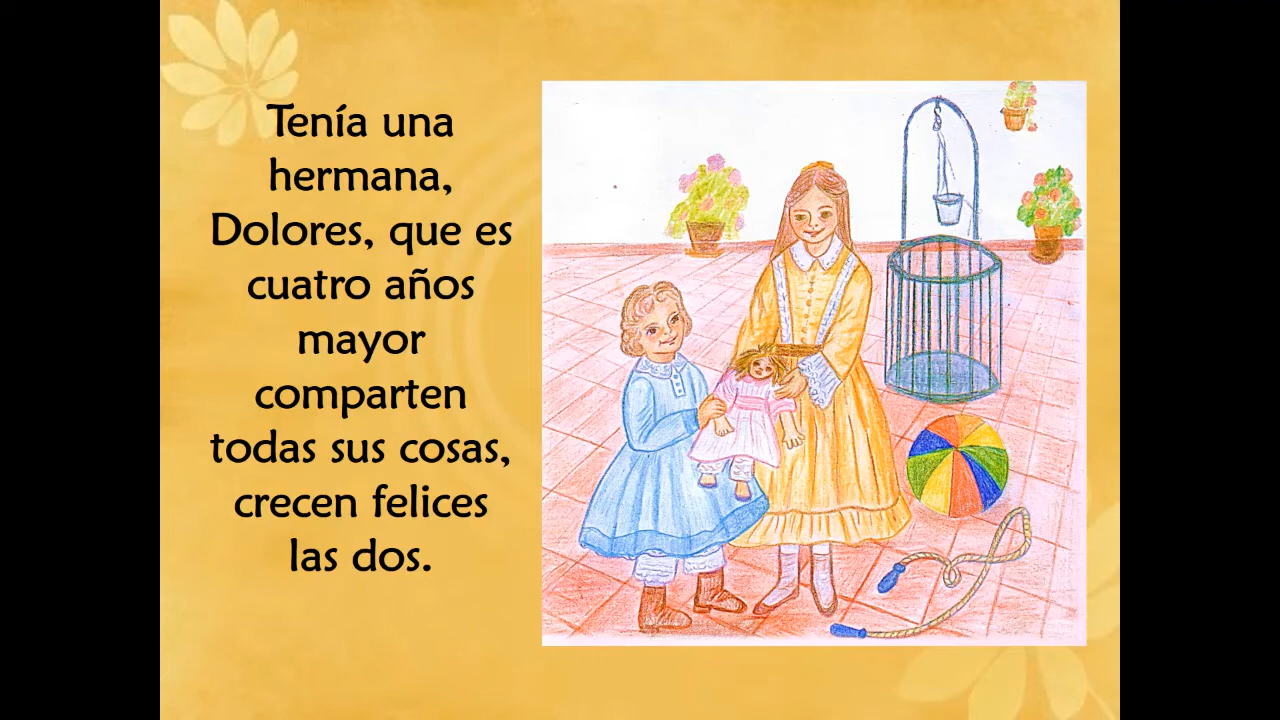 Tenía una
hermana,
Dolores, que es
cuatro años
mayor
comparten
todas sus cosas,
crecen felices
las dos.